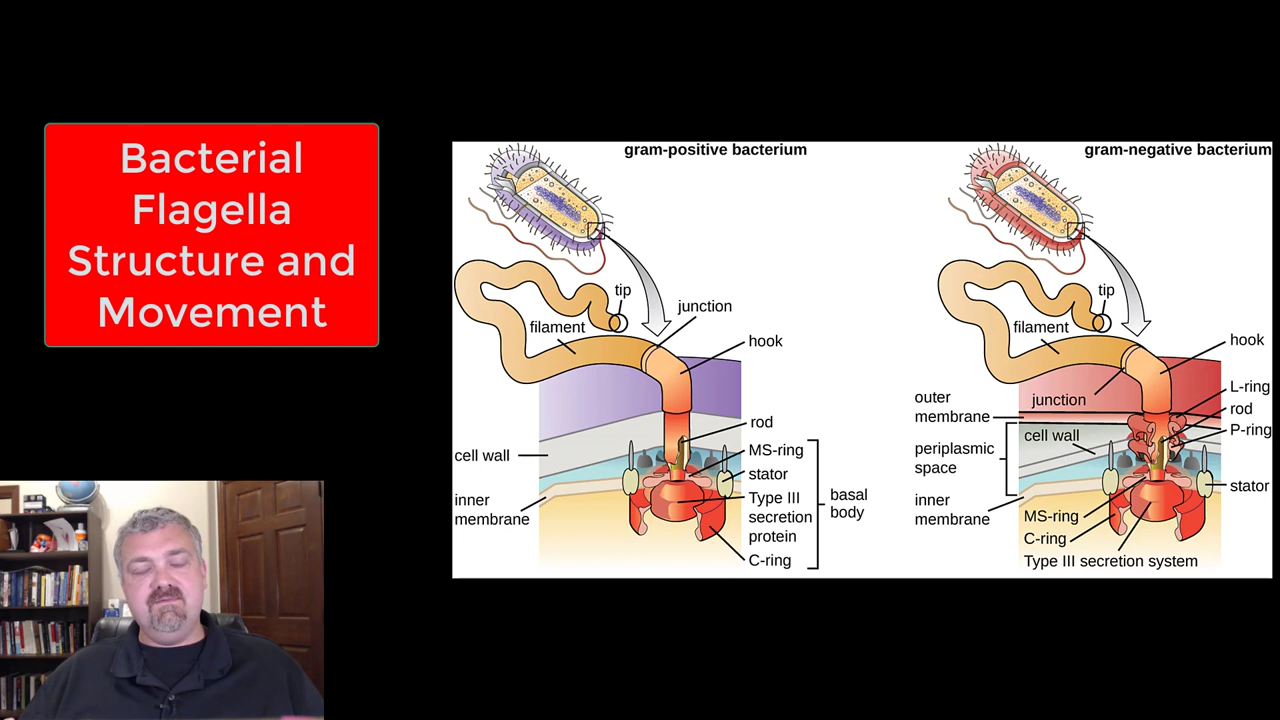 Bacterial
Flagella
Structure and
Movement
gram-positive bacterium
tip
junction
filament
hook
rod
MS-ring
cell wall
stator
Type III
secretion
protein
inner
membrane
basal
body
C-ring
gram-negative bacterium
tip
filament
hook
L-ring
outer
membrane
junction
rod
P-ring
cell wall
periplasmic
space
stator
inner
membrane
MS-ring
C-ring
Type III secretion system